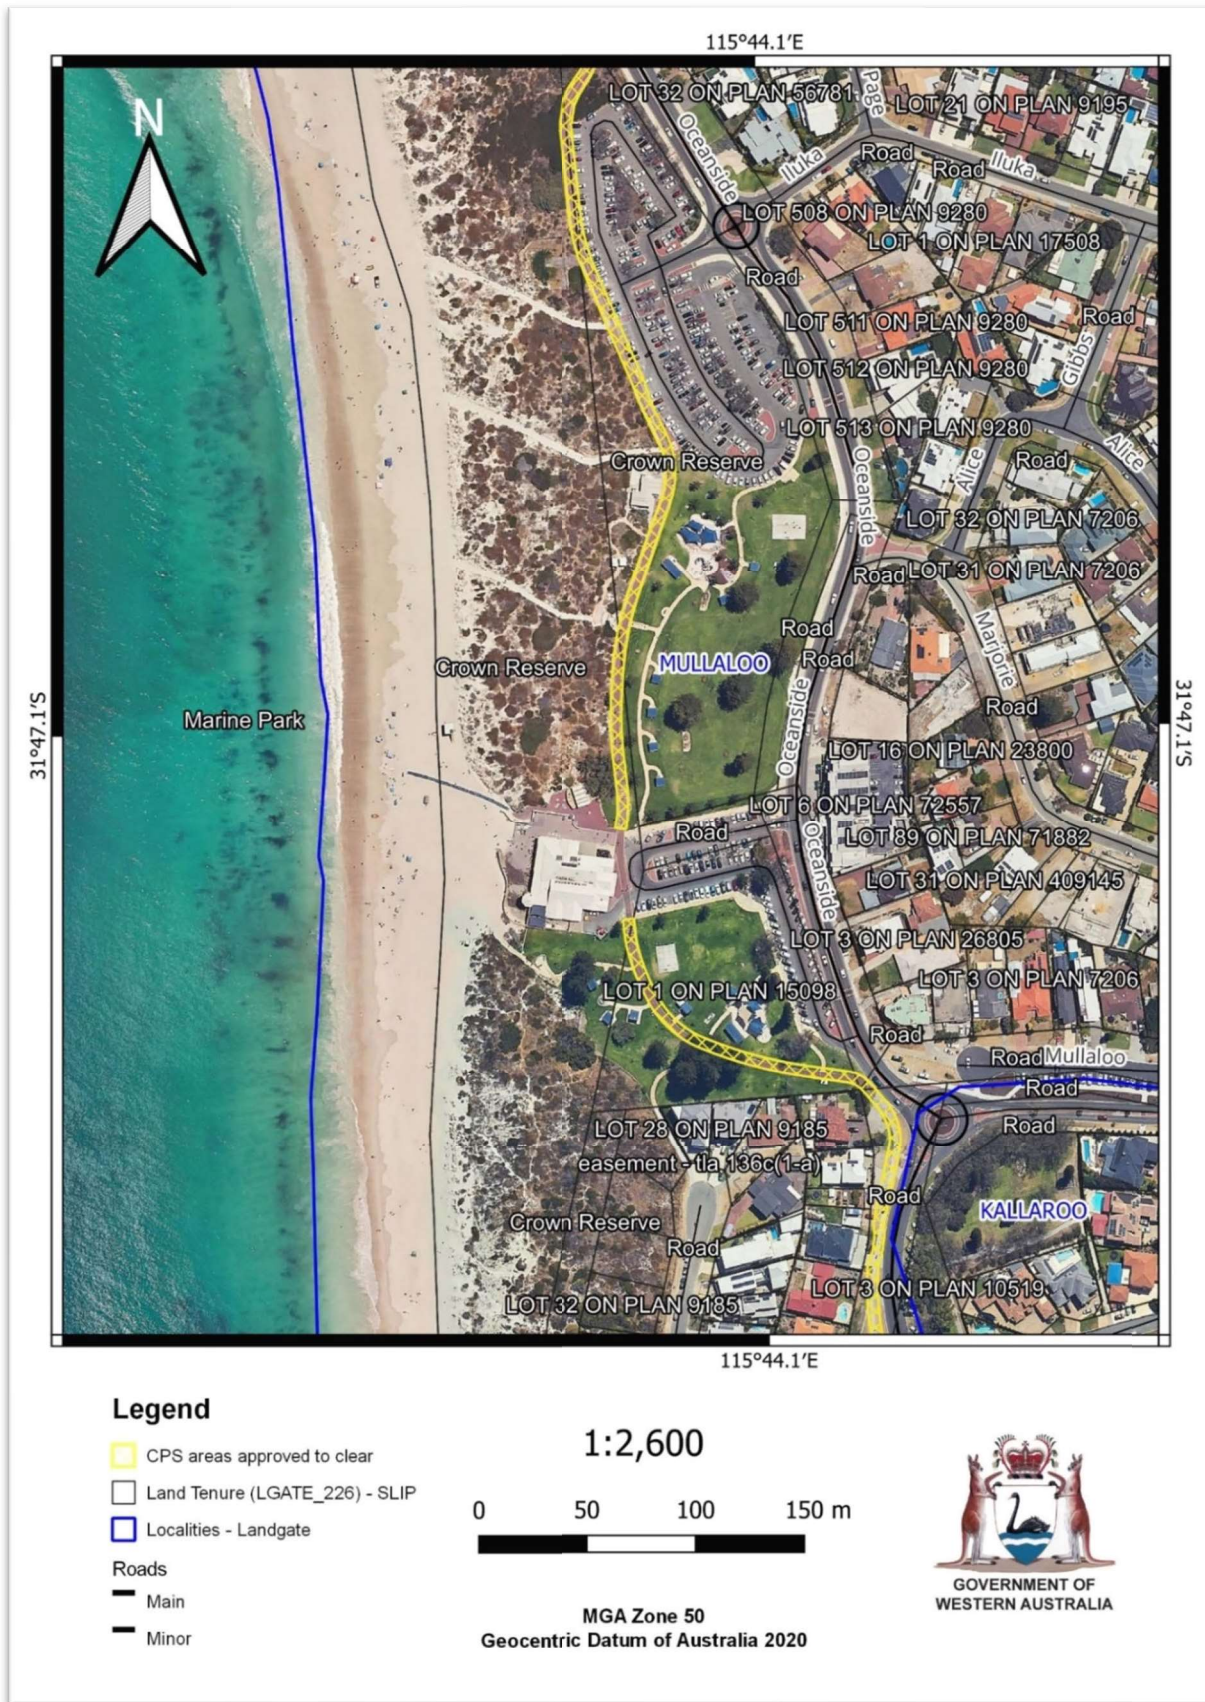 115°44.1'E
N
LOT 32 ON PLAN 56781
Page
LOT 21 ON PLAN 9195
Oceanside
Iluka
Road
Road
Iluka
LOT 508 ON PLAN 9280
LOT 1 ON PLAN 17508
Road
LOT 511 ON PLAN 9280
Road
Gibbs
LOT 512 ON PLAN 9280
LOT 513 ON PLAN 9280
Crown Reserve
Oceanside
Alice
Road
Alice
LOT 32 ON PLAN 7206
Road
LOT 31 ON PLAN 7206
Road
Marjorie
Crown Reserve
MULLALOO
Road
31°47.1'S
Marine Park
Oceanside
Road
31°47.1'S
LOT 16 ON PLAN 23800
LOT 6 ON PLAN 72557
Road
Oceanside
LOT 89 ON PLAN 71882
LOT 31 ON PLAN 409145
LOT 3 ON PLAN 26805
LOT 3 ON PLAN 7206
LOT 1 ON PLAN 15098
Road
Road
Mullaloo
Road
LOT 28 ON PLAN 9185
Road
easement - tla 136c(1-a)
Road
KALLAROO
Crown Reserve
Road
LOT 3 ON PLAN 10519
LOT 32 ON PLAN 9185
115°44.1'E
Legend
CPS areas approved to clear
Land Tenure (LGATE_226) - SLIP
Localities - Landgate
Roads
Main
Minor
1:2,600
0 50 100 150 m
MGA Zone 50
Geocentric Datum of Australia 2020
GOVERNMENT OF
WESTERN AUSTRALIA